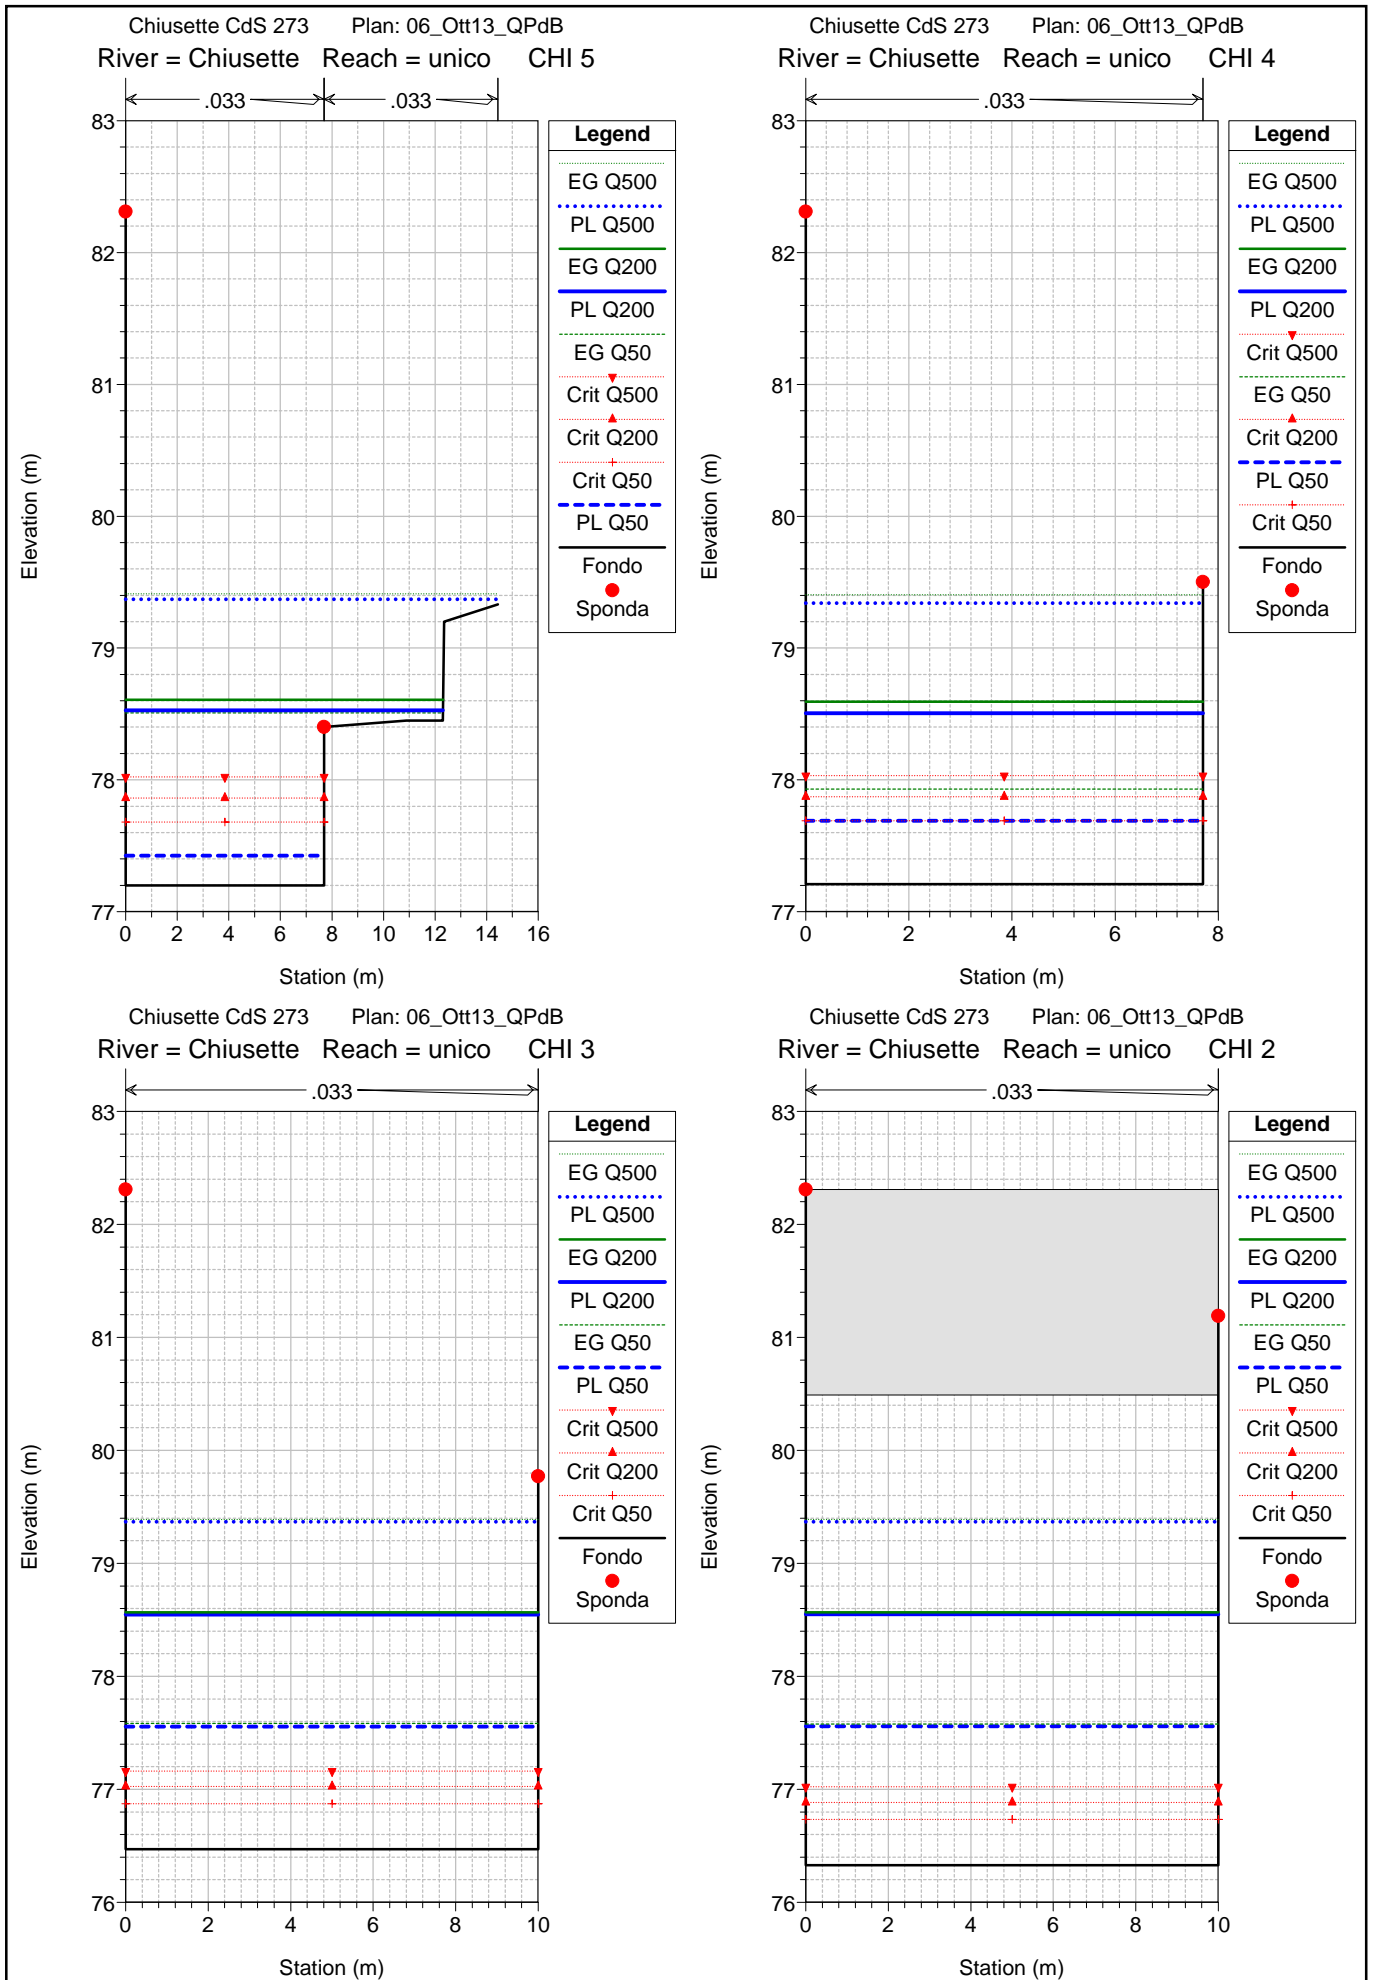 Chiusette CdS 273 Plan: 06_Ott13_QPdB
River = Chiusette Reach = unico CHI 5
.033 .033
83
82
81
80
79
78
77
Elevation (m)
0 2 4 6 8 10 12 14 16
Station (m)
Legend
EG Q500
PL Q500
EG Q200
PL Q200
EG Q50
Crit Q500
Crit Q200
Crit Q50
PL Q50
Fondo
Sponda
Chiusette CdS 273 Plan: 06_Ott13_QPdB
River = Chiusette Reach = unico CHI 4
.033
83
82
81
80
79
78
77
Elevation (m)
0 2 4 6 8
Station (m)
Legend
EG Q500
PL Q500
EG Q200
PL Q200
Crit Q500
EG Q50
Crit Q200
PL Q50
Crit Q50
Fondo
Sponda
Chiusette CdS 273 Plan: 06_Ott13_QPdB
River = Chiusette Reach = unico CHI 3
.033
83
82
81
80
79
78
77
76
Elevation (m)
0 2 4 6 8 10
Station (m)
Legend
EG Q500
PL Q500
EG Q200
PL Q200
EG Q50
PL Q50
Crit Q500
Crit Q200
Crit Q50
Fondo
Sponda
Chiusette CdS 273 Plan: 06_Ott13_QPdB
River = Chiusette Reach = unico CHI 2
.033
83
82
81
80
79
78
77
76
Elevation (m)
0 2 4 6 8 10
Station (m)
Legend
EG Q500
PL Q500
EG Q200
PL Q200
EG Q50
PL Q50
Crit Q500
Crit Q200
Crit Q50
Fondo
Sponda